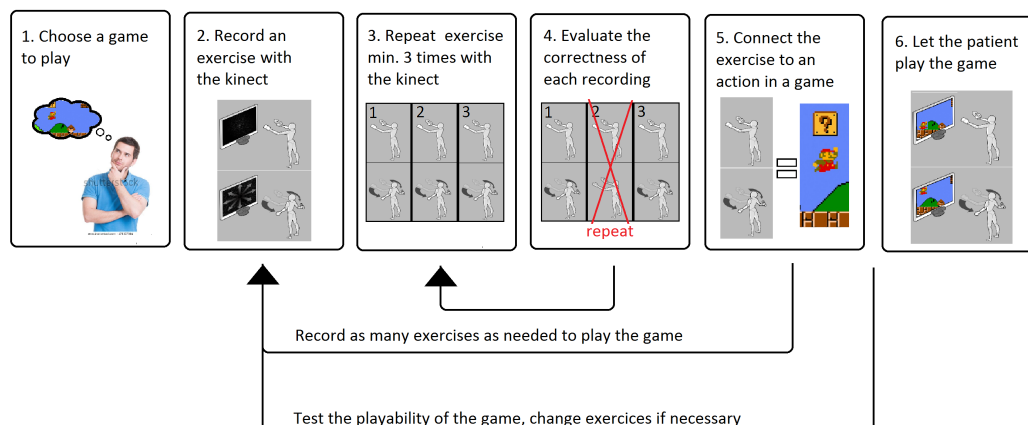 1. Choose a game
to play
2. Record an
exercise with
the kinect
3. Repeat exercise
min. 3 times with
the kinect
4. Evaluate the
correctness of
each recording
5. Connect the
exercise to an
action in a game
6. Let the patient
play the game
shutterstock
1 2 3
1 2 3
?
repeat
Record as many exercises as needed to play the game
Test the playability of the game, change exercices if necessary